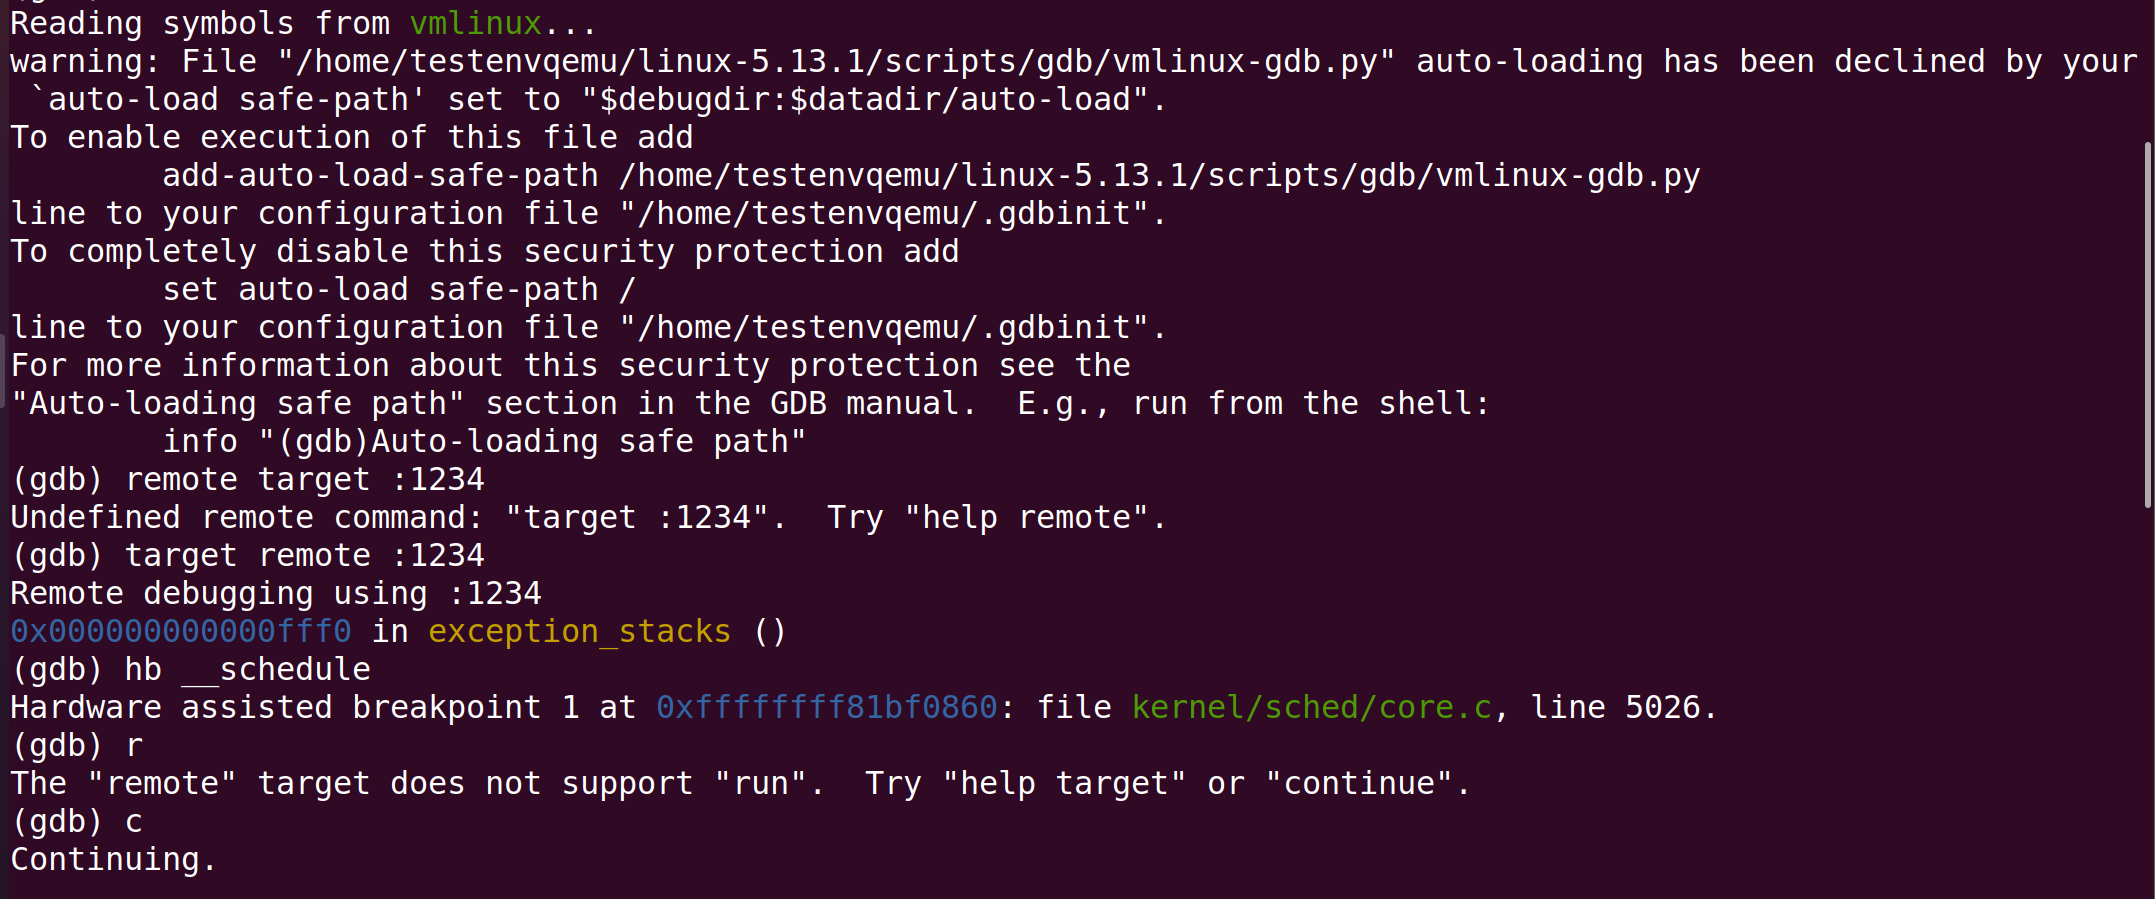 Reading symbols from vmlinux...
warning: File "/home/testenvqemu/linux-5.13.1/scripts/gdb/vmlinux-gdb.py" auto-loading has been declined by your
 `auto-load safe-path' set to "$debugdir:$datadir/auto-load".
To enable execution of this file add
        add-auto-load-safe-path /home/testenvqemu/linux-5.13.1/scripts/gdb/vmlinux-gdb.py
line to your configuration file "/home/testenvqemu/.gdbinit".
To completely disable this security protection add
        set auto-load safe-path /
line to your configuration file "/home/testenvqemu/.gdbinit".
For more information about this security protection see the
"Auto-loading safe path" section in the GDB manual.  E.g., run from the shell:
        info "(gdb)Auto-loading safe path"
(gdb) remote target :1234
Undefined remote command: "target :1234".  Try "help remote".
(gdb) target remote :1234
Remote debugging using :1234
0x000000000000fff0 in exception_stacks ()
(gdb) hb __schedule
Hardware assisted breakpoint 1 at 0xffffffff81bf0860: file kernel/sched/core.c, line 5026.
(gdb) r
The "remote" target does not support "run".  Try "help target" or "continue".
(gdb) c
Continuing.